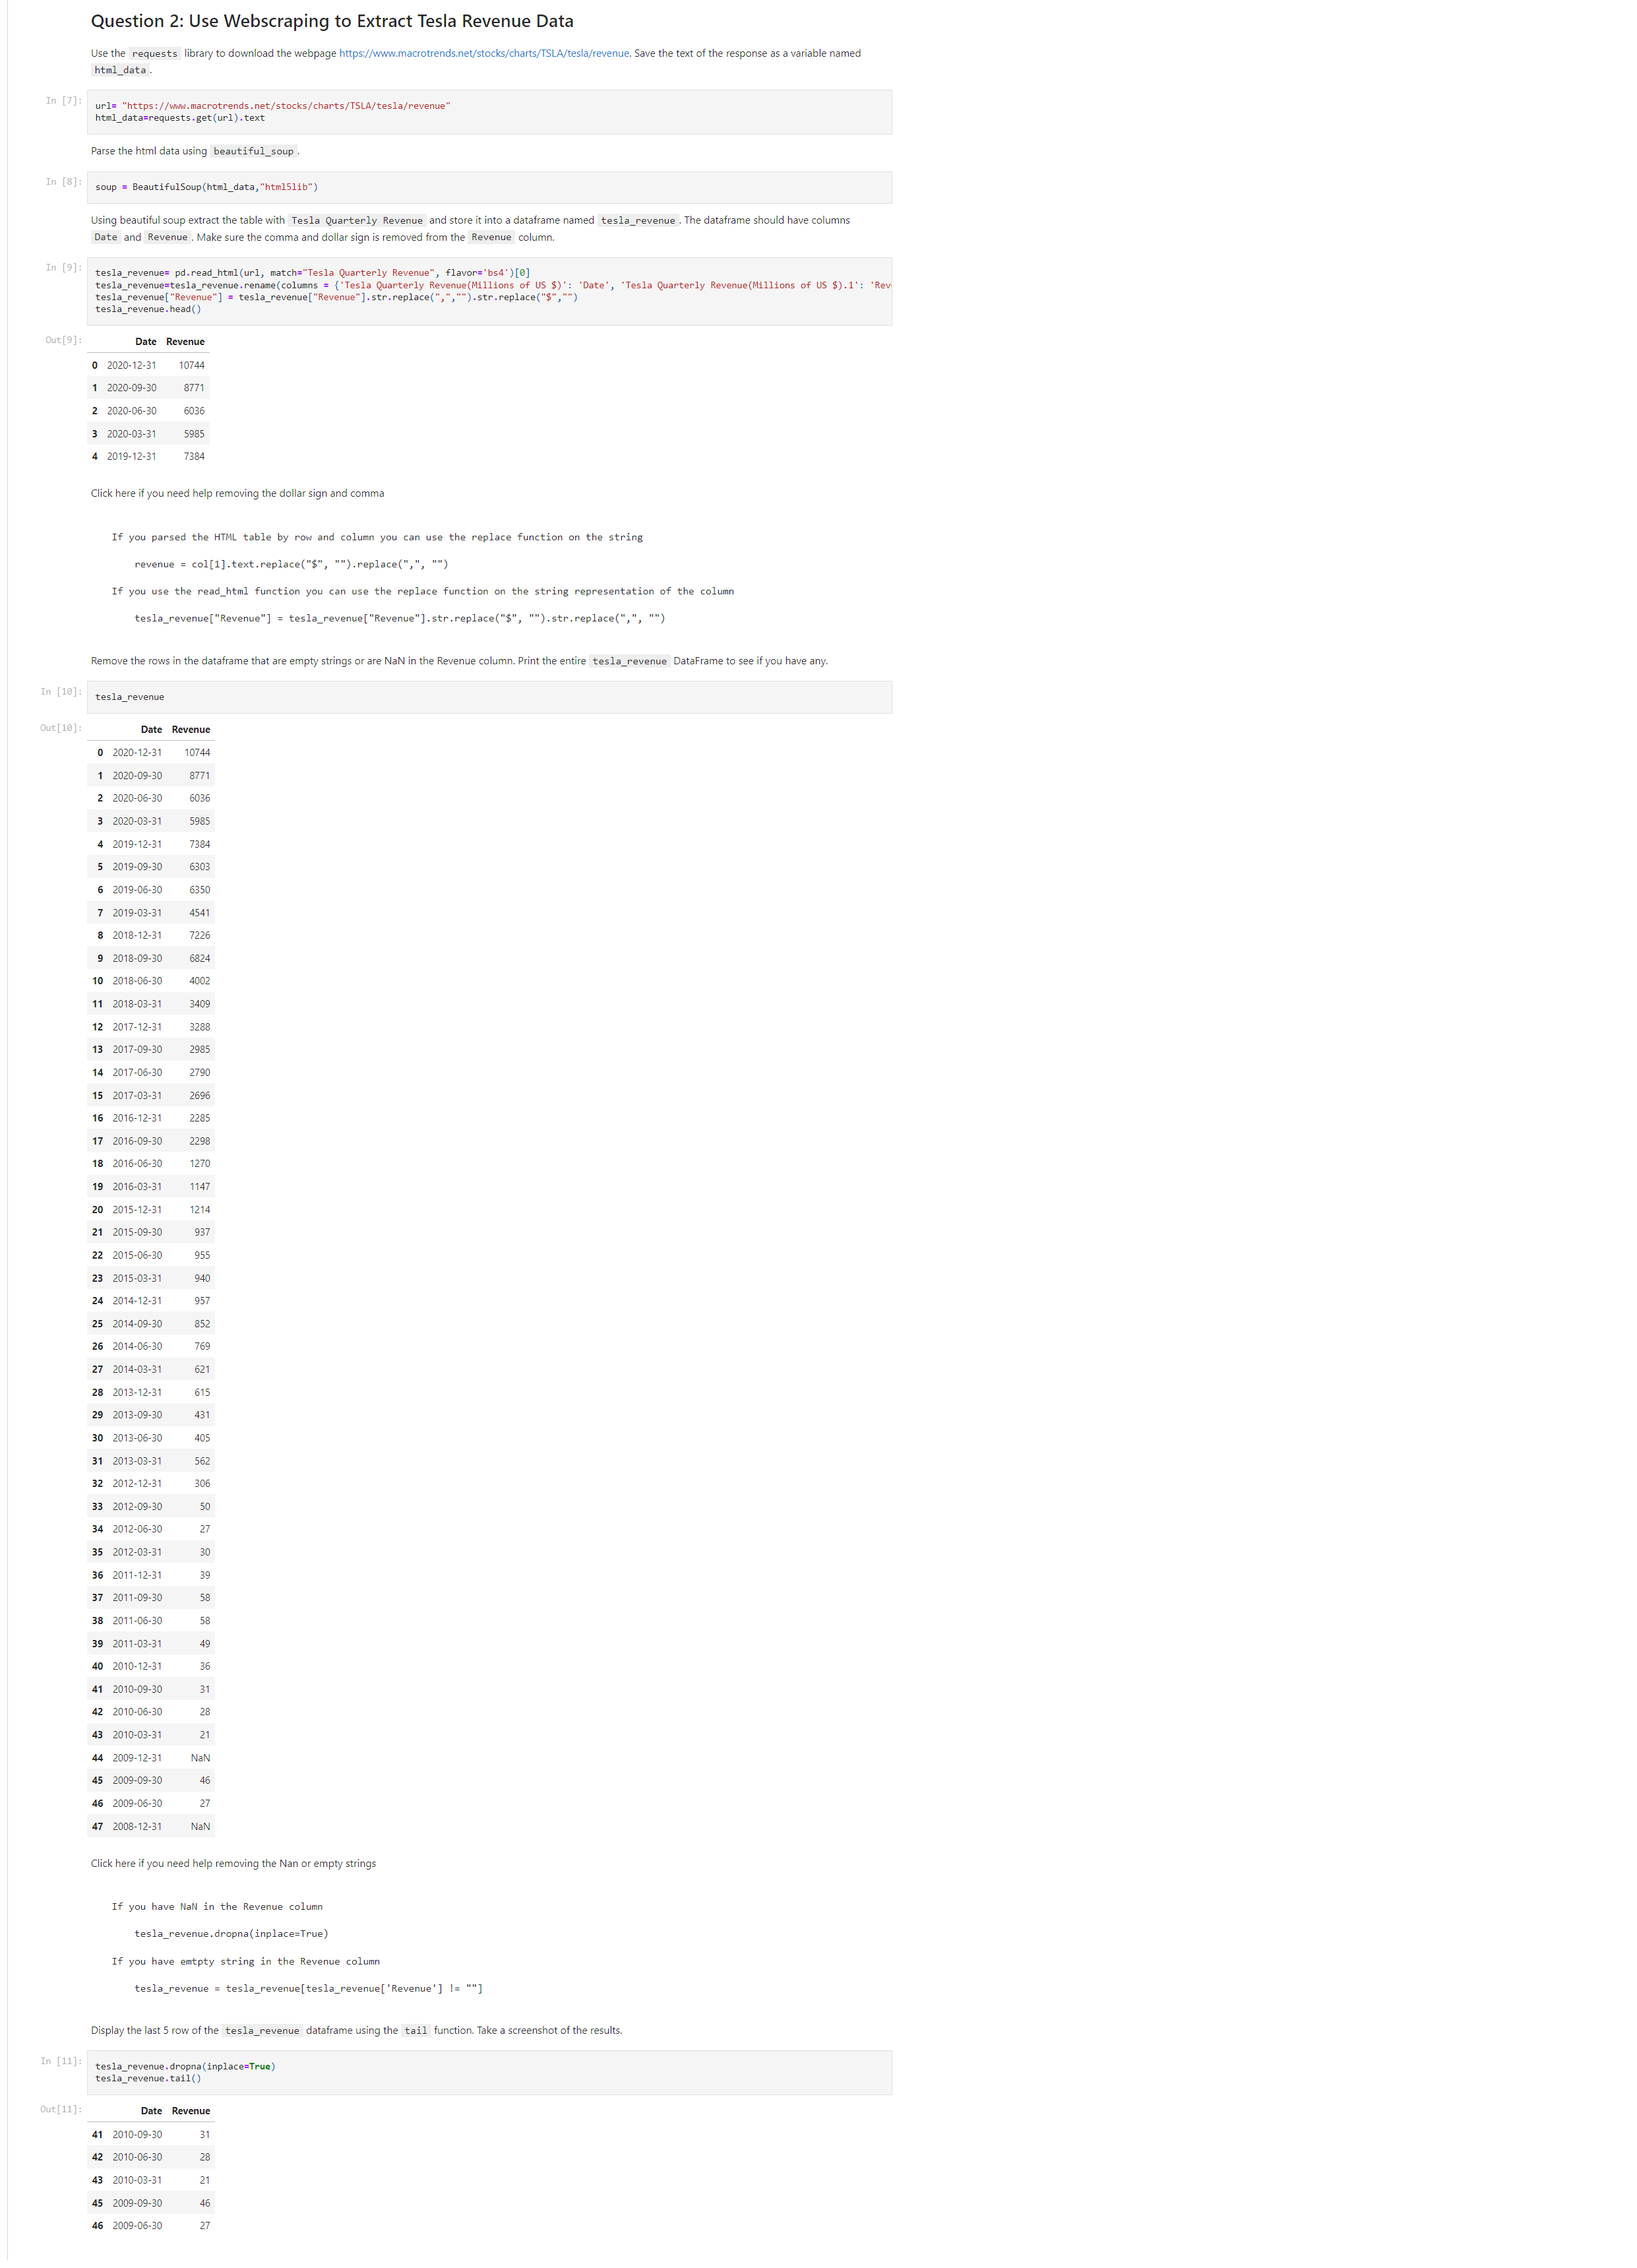 Question 2: Use Webscraping to Extract Tesla Revenue Data
Use the requests library to download the webpage https://www.macrotrends.net/stocks/charts/TSLA/tesla/revenue. Save the text of the response as a variable named
html_data .
In [7]:
url= "https://www.macrotrends.net/stocks/charts/TSLA/tesla/revenue"
html_data=requests.get(url).text
Parse the html data using beautiful_soup .
In [8]:
soup = BeautifulSoup(html_data,"html5lib")
Using beautiful soup extract the table with Tesla Quarterly Revenue and store it into a dataframe named tesla_revenue . The dataframe should have columns
Date and Revenue . Make sure the comma and dollar sign is removed from the Revenue column.
In [9]:
tesla_revenue= pd.read_html(url, match="Tesla Quarterly Revenue", flavor='bs4')[0]
tesla_revenue=tesla_revenue.rename(columns = {'Tesla Quarterly Revenue(Millions of US $)': 'Date', 'Tesla Quarterly Revenue(Millions of US $).1': 'Rev
tesla_revenue["Revenue"] = tesla_revenue["Revenue"].str.replace(",","").str.replace("$","")
tesla_revenue.head()
Out[9]:
Date Revenue
0 2020-12-31 10744
1 2020-09-30 8771
2 2020-06-30 6036
3 2020-03-31 5985
4 2019-12-31 7384
Click here if you need help removing the dollar sign and comma
If you parsed the HTML table by row and column you can use the replace function on the string
revenue = col[1].text.replace("$", "").replace(",", "")
If you use the read_html function you can use the replace function on the string representation of the column
tesla_revenue["Revenue"] = tesla_revenue["Revenue"].str.replace("$", "").str.replace(",", "")
Remove the rows in the dataframe that are empty strings or are NaN in the Revenue column. Print the entire tesla_revenue DataFrame to see if you have any.
In [10]:
tesla_revenue
Out[10]:
Date Revenue
0 2020-12-31 10744
1 2020-09-30 8771
2 2020-06-30 6036
3 2020-03-31 5985
4 2019-12-31 7384
5 2019-09-30 6303
6 2019-06-30 6350
7 2019-03-31 4541
8 2018-12-31 7226
9 2018-09-30 6824
10 2018-06-30 4002
11 2018-03-31 3409
12 2017-12-31 3288
13 2017-09-30 2985
14 2017-06-30 2790
15 2017-03-31 2696
16 2016-12-31 2285
17 2016-09-30 2298
18 2016-06-30 1270
19 2016-03-31 1147
20 2015-12-31 1214
21 2015-09-30 937
22 2015-06-30 955
23 2015-03-31 940
24 2014-12-31 957
25 2014-09-30 852
26 2014-06-30 769
27 2014-03-31 621
28 2013-12-31 615
29 2013-09-30 431
30 2013-06-30 405
31 2013-03-31 562
32 2012-12-31 306
33 2012-09-30 50
34 2012-06-30 27
35 2012-03-31 30
36 2011-12-31 39
37 2011-09-30 58
38 2011-06-30 58
39 2011-03-31 49
40 2010-12-31 36
41 2010-09-30 31
42 2010-06-30 28
43 2010-03-31 21
44 2009-12-31 NaN
45 2009-09-30 46
46 2009-06-30 27
47 2008-12-31 NaN
Click here if you need help removing the Nan or empty strings
If you have NaN in the Revenue column
tesla_revenue.dropna(inplace=True)
If you have emtpty string in the Revenue column
tesla_revenue = tesla_revenue[tesla_revenue['Revenue'] != ""]
Display the last 5 row of the tesla_revenue dataframe using the tail function. Take a screenshot of the results.
In [11]:
tesla_revenue.dropna(inplace=True)
tesla_revenue.tail()
Out[11]:
Date Revenue
41 2010-09-30 31
42 2010-06-30 28
43 2010-03-31 21
45 2009-09-30 46
46 2009-06-30 27